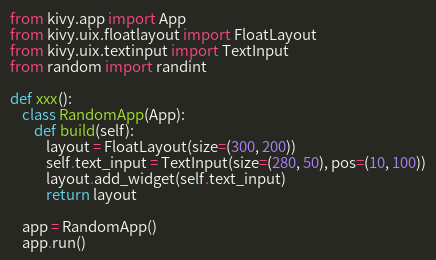 from kivy.app import App
from kivy.uix.floatlayout import FloatLayout
from kivy.uix.textinput import TextInput
from random import randint

def xxx():
    class RandomApp(App):
        def build(self):
            layout = FloatLayout(size=(300, 200))
            self.text_input = TextInput(size=(280, 50), pos=(10, 100))
            layout.add_widget(self.text_input)
            return layout

    app = RandomApp()
    app.run()